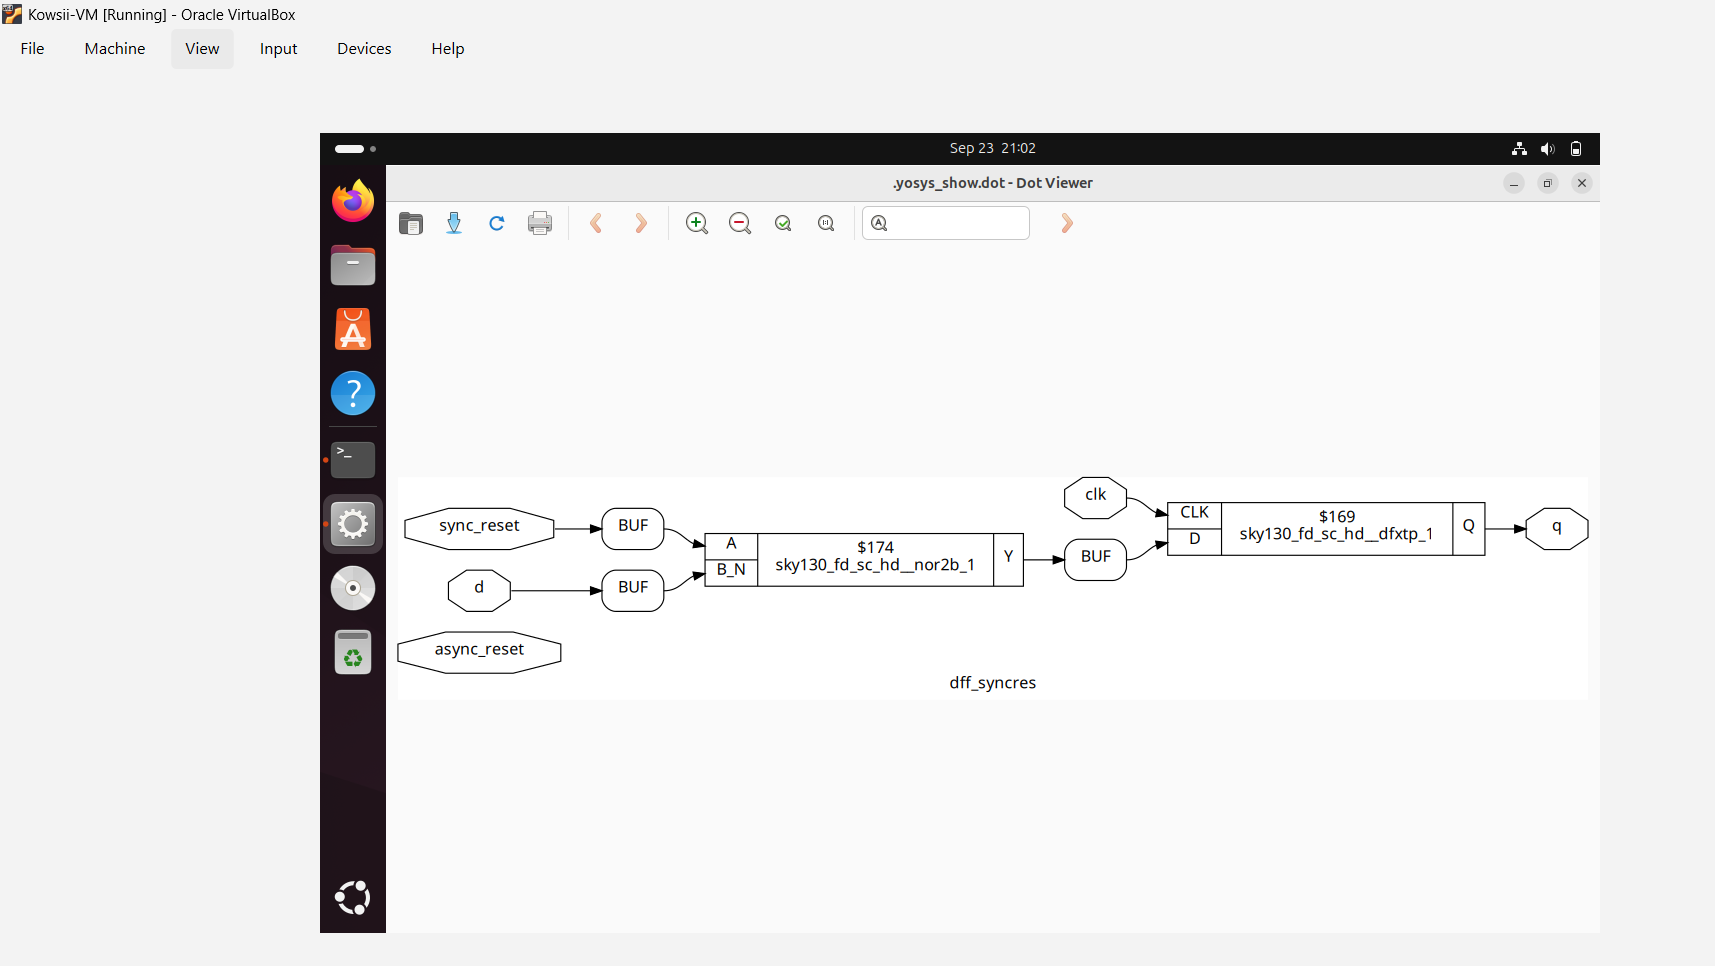 Kowsii-VM [Running] - Oracle VirtualBox
File Machine View Input Devices Help
Sep 23 21:02
.yosys_show.dot - Dot Viewer
clk
sync_reset
BUF
A
B_N
$174
sky130_fd_sc_hd__nor2b_1
Y
BUF
CLK
D
$169
sky130_fd_sc_hd__dfxtp_1
Q
q
d
BUF
async_reset
dff_syncres